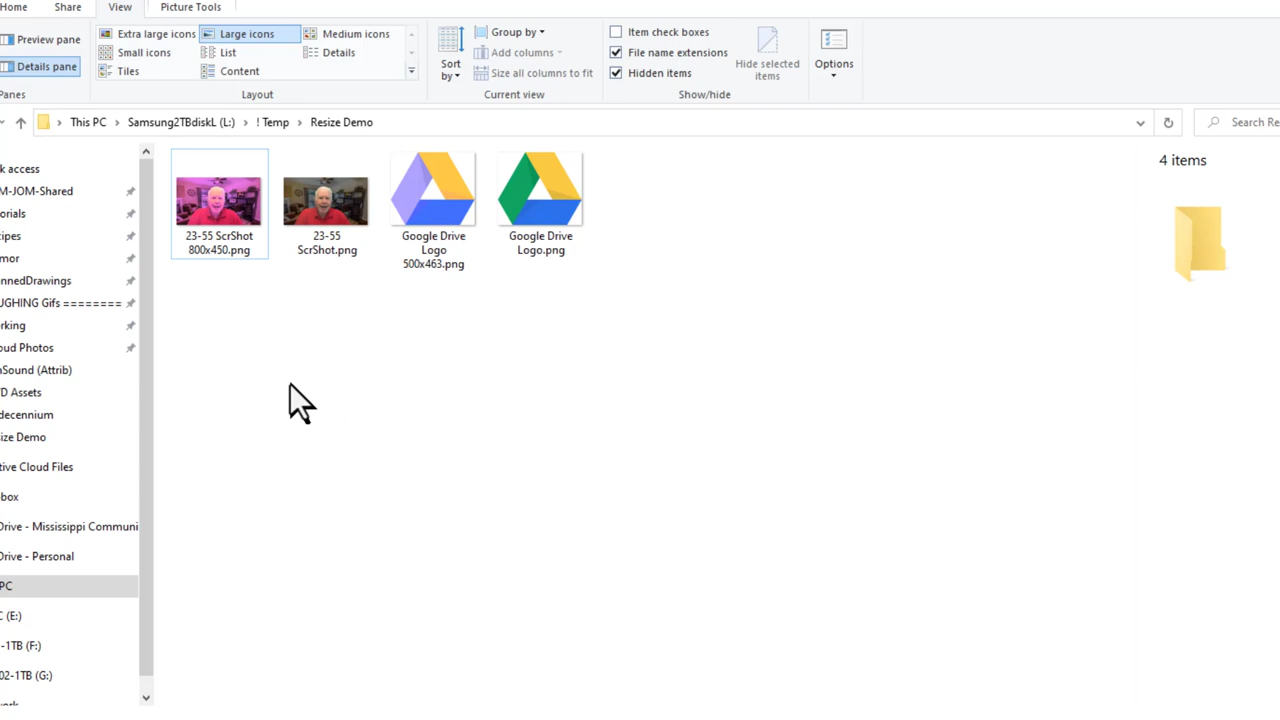 Home Share View Picture Tools
Preview pane
Details pane
Panes
Extra large icons Large icons Medium icons
Small icons List Details
Tiles Content
Layout
Sort by
Group by
Add columns
Size all columns to fit
Current view
Item check boxes
File name extensions
Hidden items
Hide selected items
Show/hide
Options
This PC > Samsung2TBdiskL (L:) > ! Temp > Resize Demo
Search Re
k access
M-JOM-Shared
orials
ipes
mor
nnedDrawings
UGHING Gifs ========
rking
oud Photos
nSound (Attrib)
D Assets
decennium
size Demo
tive Cloud Files
box
Drive - Mississippi Communi
Drive - Personal
PC
C (E:)
-1TB (F:)
02-1TB (G:)
23-55 ScrShot
800x450.png
23-55
ScrShot.png
Google Drive
Logo
500x463.png
Google Drive
Logo.png
4 items